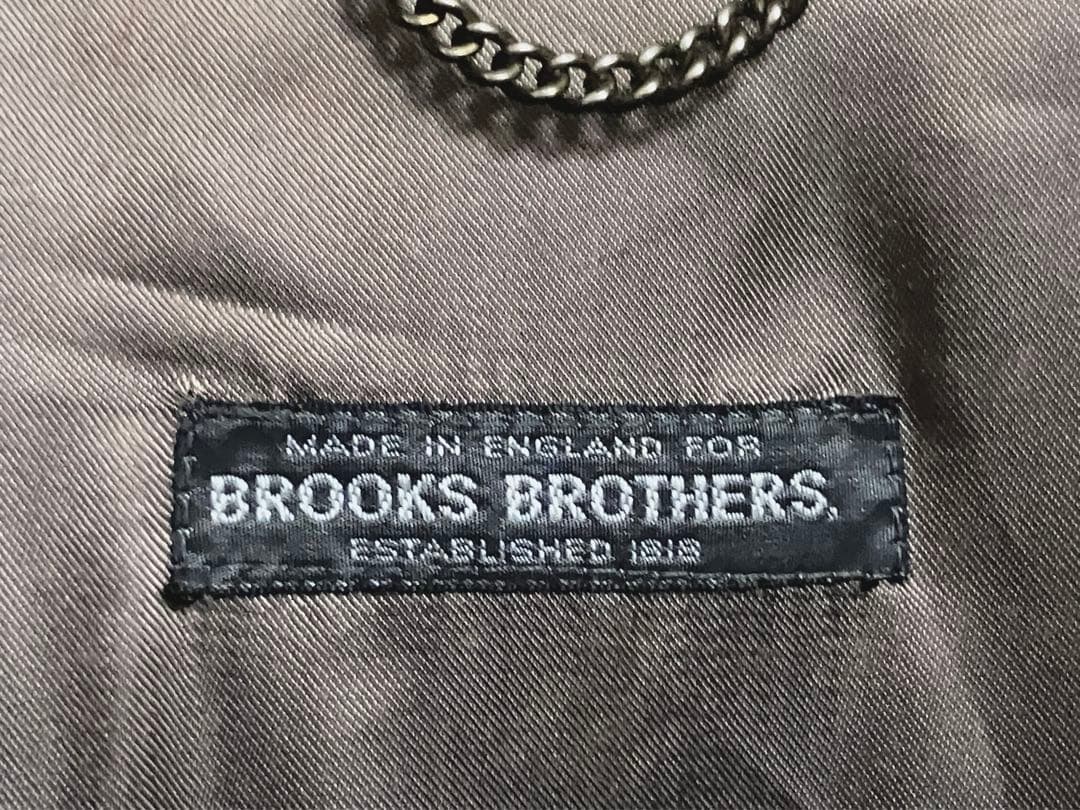 MADE IN ENGLAND FOR
BROOKS BROTHERS,
ESTABLISHED 1818